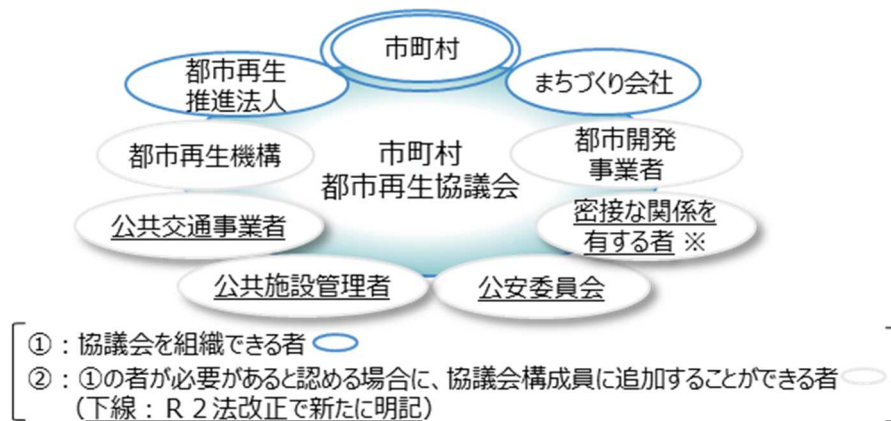 市町村
都市再生
推進法人
まちづくり会社
都市再生機構
市町村
都市再生協議会
都市開発
事業者
公共交通事業者
密接な関係を
有する者 ※
公共施設管理者
公安委員会
①：協議会を組織できる者
②：①の者が必要があると認める場合に、協議会構成員に追加することができる者
（下線：Ｒ２法改正で新たに明記）